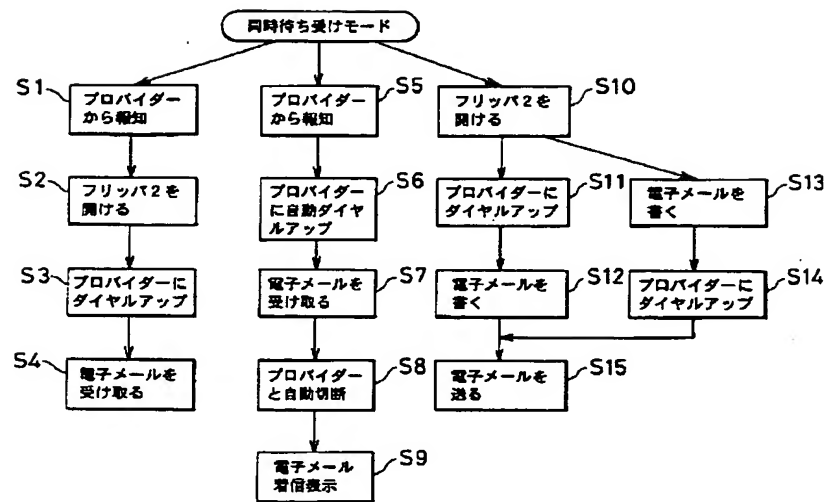 同時待ち受けモード
S1
プロバイダー
から報知
S2
フリッパ2を
開ける
S3
プロバイダーに
ダイヤルアップ
S4
電子メールを
受け取る
S5
プロバイダー
から報知
S6
プロバイダー
に自動ダイヤ
ルアップ
S7
電子メールを
受け取る
S8
プロバイダー
と自動切断
S9
電子メール
着信表示
S10
フリッパ2を
開ける
S11
プロバイダーに
ダイヤルアップ
S12
電子メールを
書く
S13
電子メールを
書く
S14
プロバイダーに
ダイヤルアップ
S15
電子メールを
送る